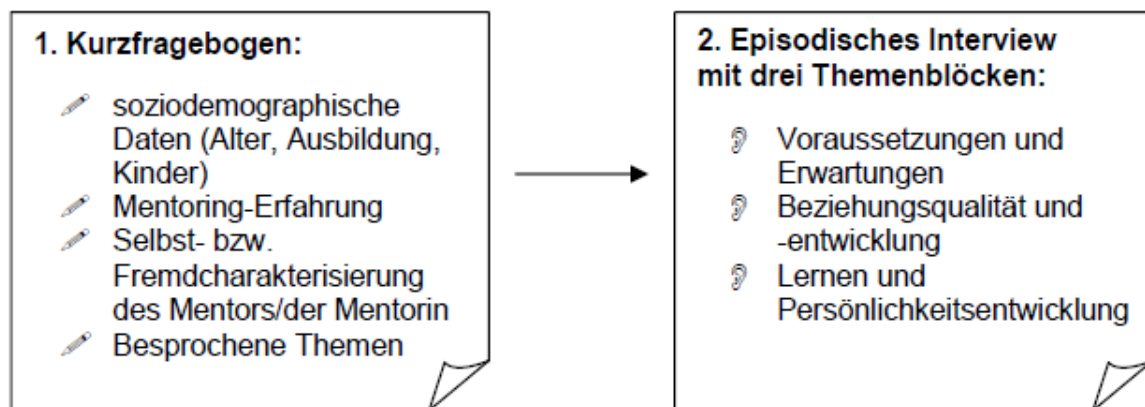 1. Kurzfragebogen:
soziodemographische
Daten (Alter, Ausbildung,
Kinder)
Mentoring-Erfahrung
Selbst- bzw.
Fremdcharakterisierung
des Mentors/der Mentorin
Besprochene Themen
2. Episodisches Interview
mit drei Themenblöcken:
Voraussetzungen und
Erwartungen
Beziehungsqualität und
-entwicklung
Lernen und
Persönlichkeitsentwicklung